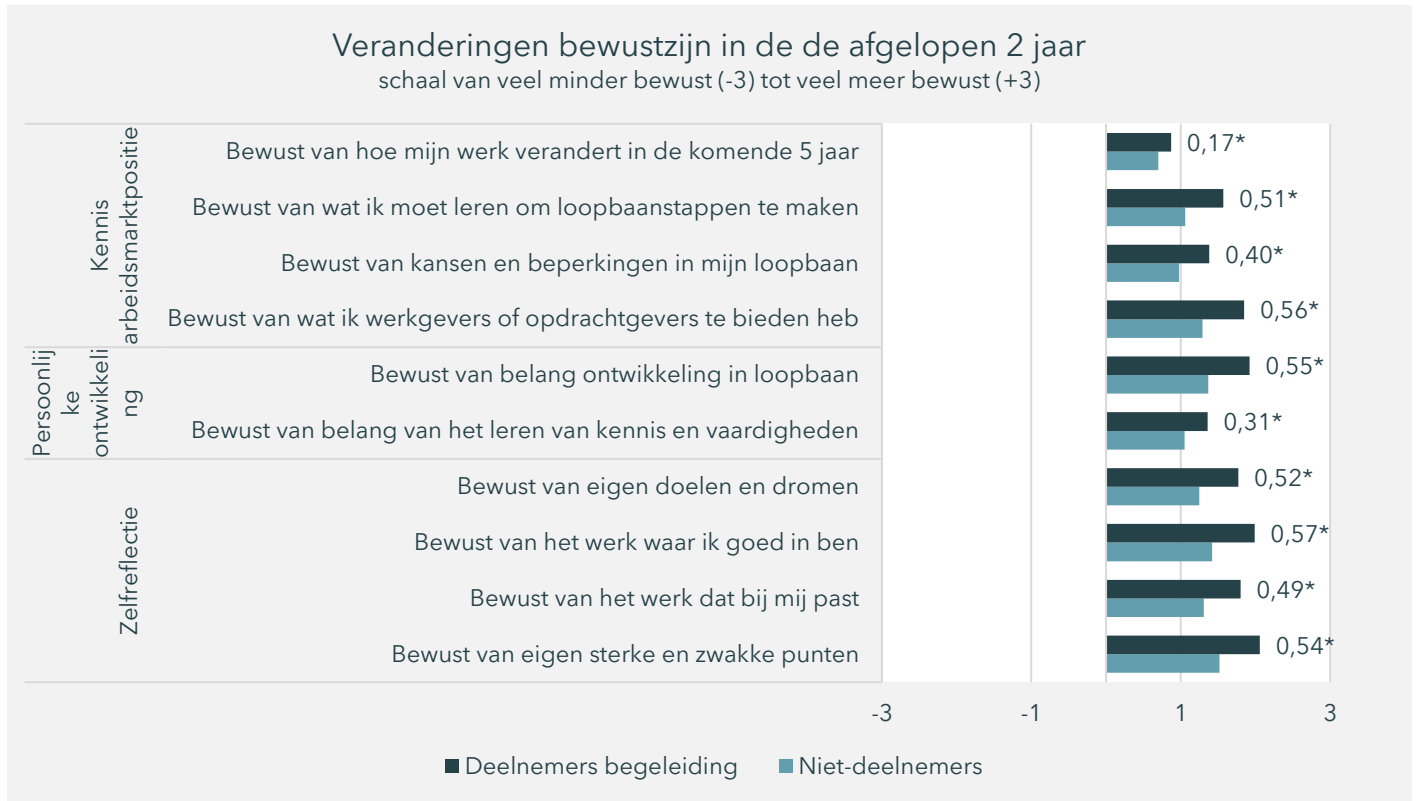 Veranderingen bewustzijn in de de afgelopen 2 jaar
schaal van veel minder bewust (-3) tot veel meer bewust (+3)
Kennis
arbeidsmarktpositie
Bewust van hoe mijn werk verandert in de komende 5 jaar
0,17*
Bewust van wat ik moet leren om loopbaanstappen te maken
0,51*
Bewust van kansen en beperkingen in mijn loopbaan
0,40*
Bewust van wat ik werkgevers of opdrachtgevers te bieden heb
0,56*
Persoonlij
ke
ontwikkeli
ng
Bewust van belang ontwikkeling in loopbaan
0,55*
Bewust van belang van het leren van kennis en vaardigheden
0,31*
Zelfreflectie
Bewust van eigen doelen en dromen
0,52*
Bewust van het werk waar ik goed in ben
0,57*
Bewust van het werk dat bij mij past
0,49*
Bewust van eigen sterke en zwakke punten
0,54*
-3 -1 1 3
Deelnemers begeleiding Niet-deelnemers